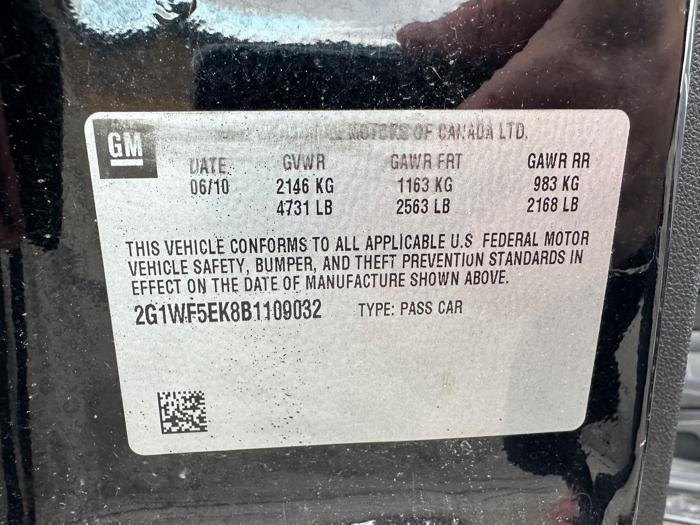 GM
MOTORS OF CANADA LTD.
DATE GVWR GAWR FRT GAWR RR
06/10 2146 KG 1163 KG 983 KG
4731 LB 2563 LB 2168 LB
THIS VEHICLE CONFORMS TO ALL APPLICABLE U.S FEDERAL MOTOR
VEHICLE SAFETY, BUMPER, AND THEFT PREVENTION STANDARDS IN
EFFECT ON THE DATE OF MANUFACTURE SHOWN ABOVE.
2G1WF5EK8B1109032 TYPE: PASS CAR